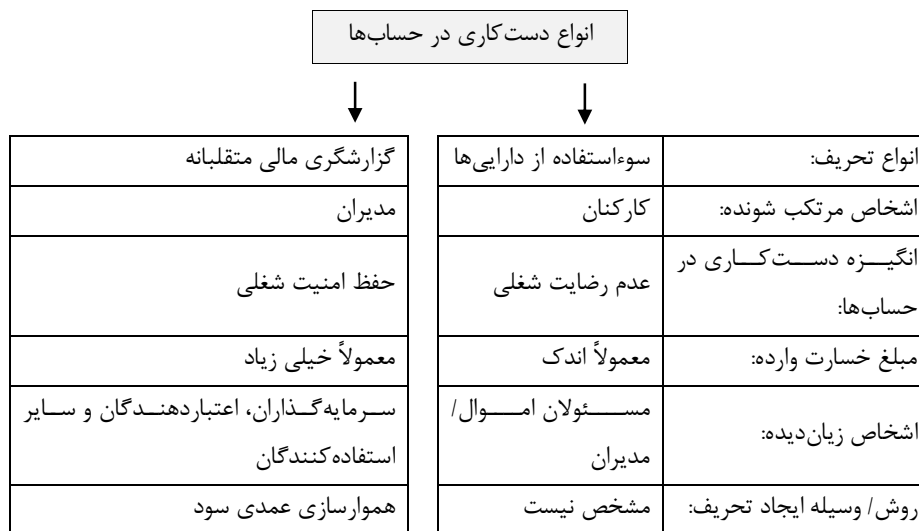 انواع دست‌کاری در حساب‌ها
انواع تحریف: سوءاستفاده از دارایی‌ها گزارشگری مالی متقلبانه
اشخاص مرتکب شونده: کارکنان مدیران
انگیزه دست‌کاری در
حساب‌ها: عدم رضایت شغلی حفظ امنیت شغلی
مبلغ خسارت وارده: معمولاً اندک معمولاً خیلی زیاد
اشخاص زیان‌دیده: مسئولان اموال/ سرمایه‌گذاران، اعتباردهندگان و سایر
مدیران استفاده‌کنندگان
روش/ وسیله ایجاد تحریف: مشخص نیست هموارسازی عمدی سود